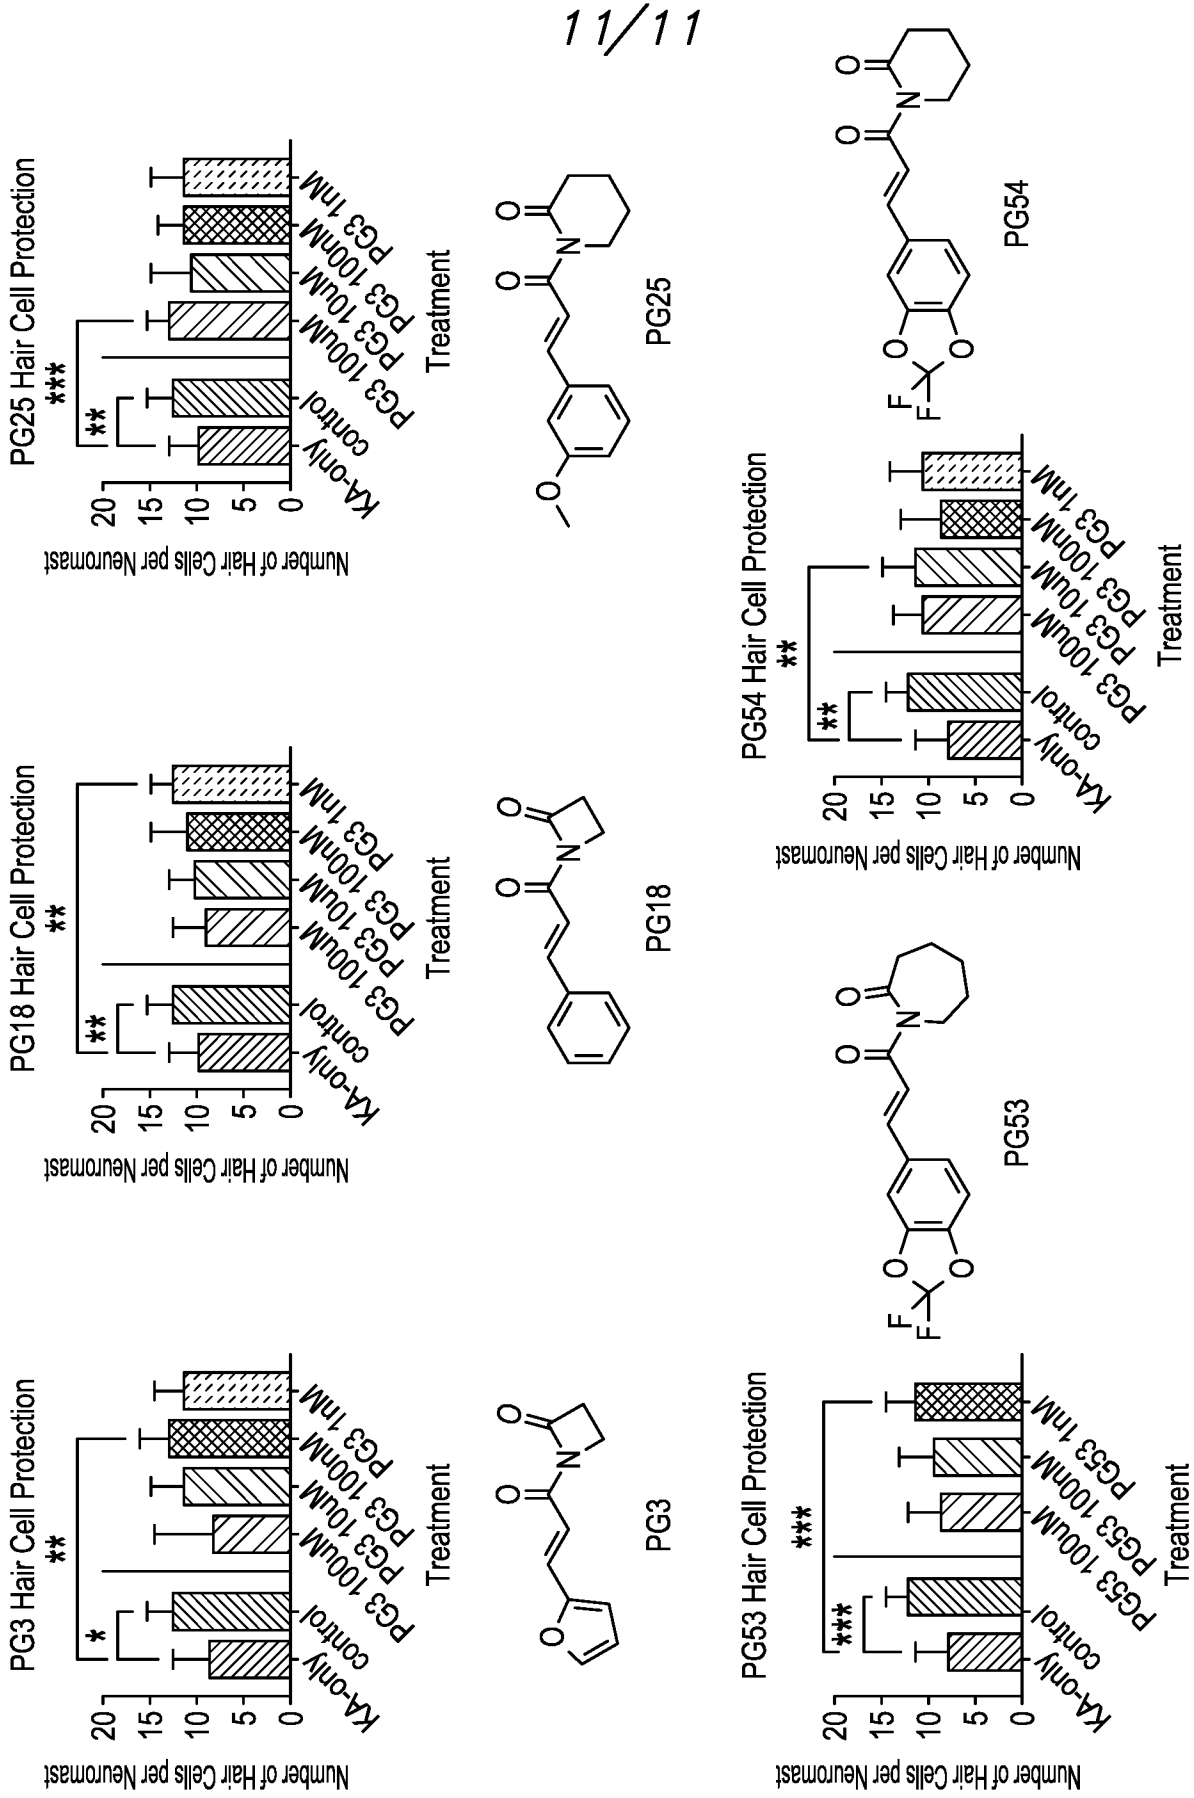 11/11
PG3 Hair Cell Protection
Number of Hair Cells per Neuromast
20
15
10
5
0
*
**
KA-only
control
PG3 100uM
PG3 10uM
PG3 100nM
PG3 1nM
Treatment
O
O
N
O
PG3
PG18 Hair Cell Protection
Number of Hair Cells per Neuromast
20
15
10
5
0
**
**
KA-only
control
PG3 100uM
PG3 10uM
PG3 100nM
PG3 1nM
Treatment
O
O
N
PG18
PG25 Hair Cell Protection
Number of Hair Cells per Neuromast
20
15
10
5
0
**
***
KA-only
control
PG3 100uM
PG3 10uM
PG3 100nM
PG3 1nM
Treatment
O
O
O
N
PG25
PG53 Hair Cell Protection
Number of Hair Cells per Neuromast
20
15
10
5
0
***
***
KA-only
control
PG53 100uM
PG53 100nM
PG53 1nM
Treatment
F
F
O
O
O
N
O
PG53
PG54 Hair Cell Protection
Number of Hair Cells per Neuromast
20
15
10
5
0
**
**
KA-only
control
PG3 100uM
PG3 10uM
PG3 100nM
PG3 1nM
Treatment
F
F
O
O
O
N
O
PG54